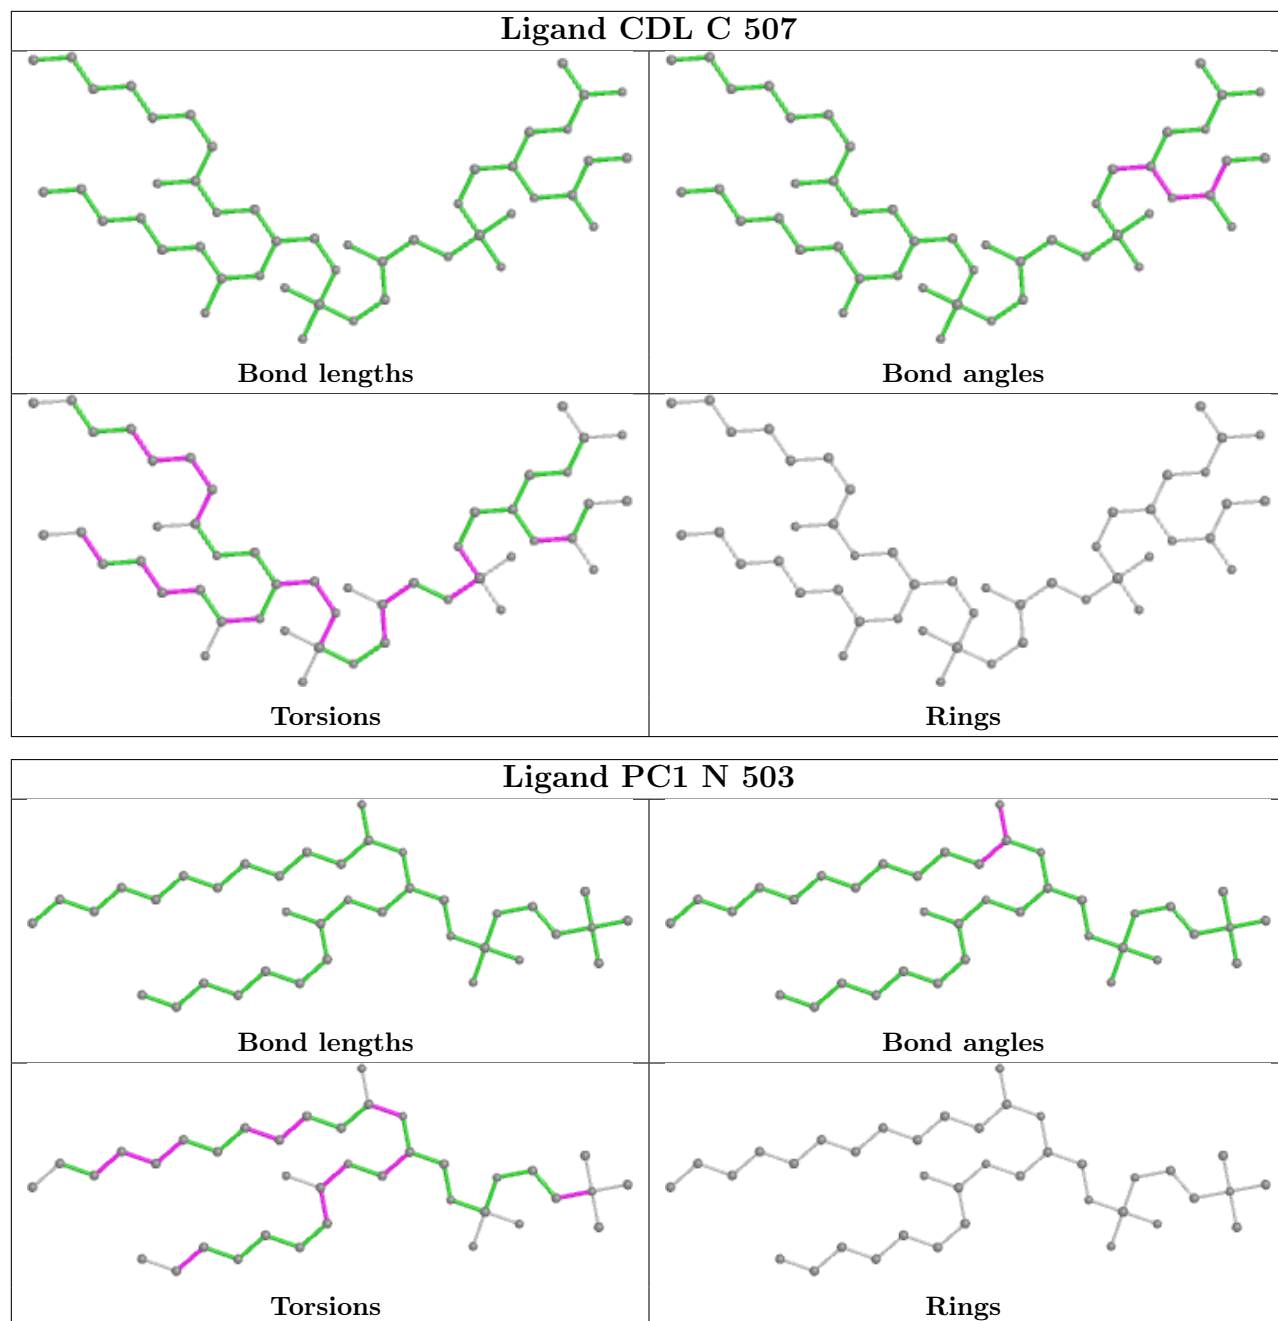 Ligand CDL C 507
Bond lengths
Bond angles
Torsions
Rings
Ligand PC1 N 503
Bond lengths
Bond angles
Torsions
Rings